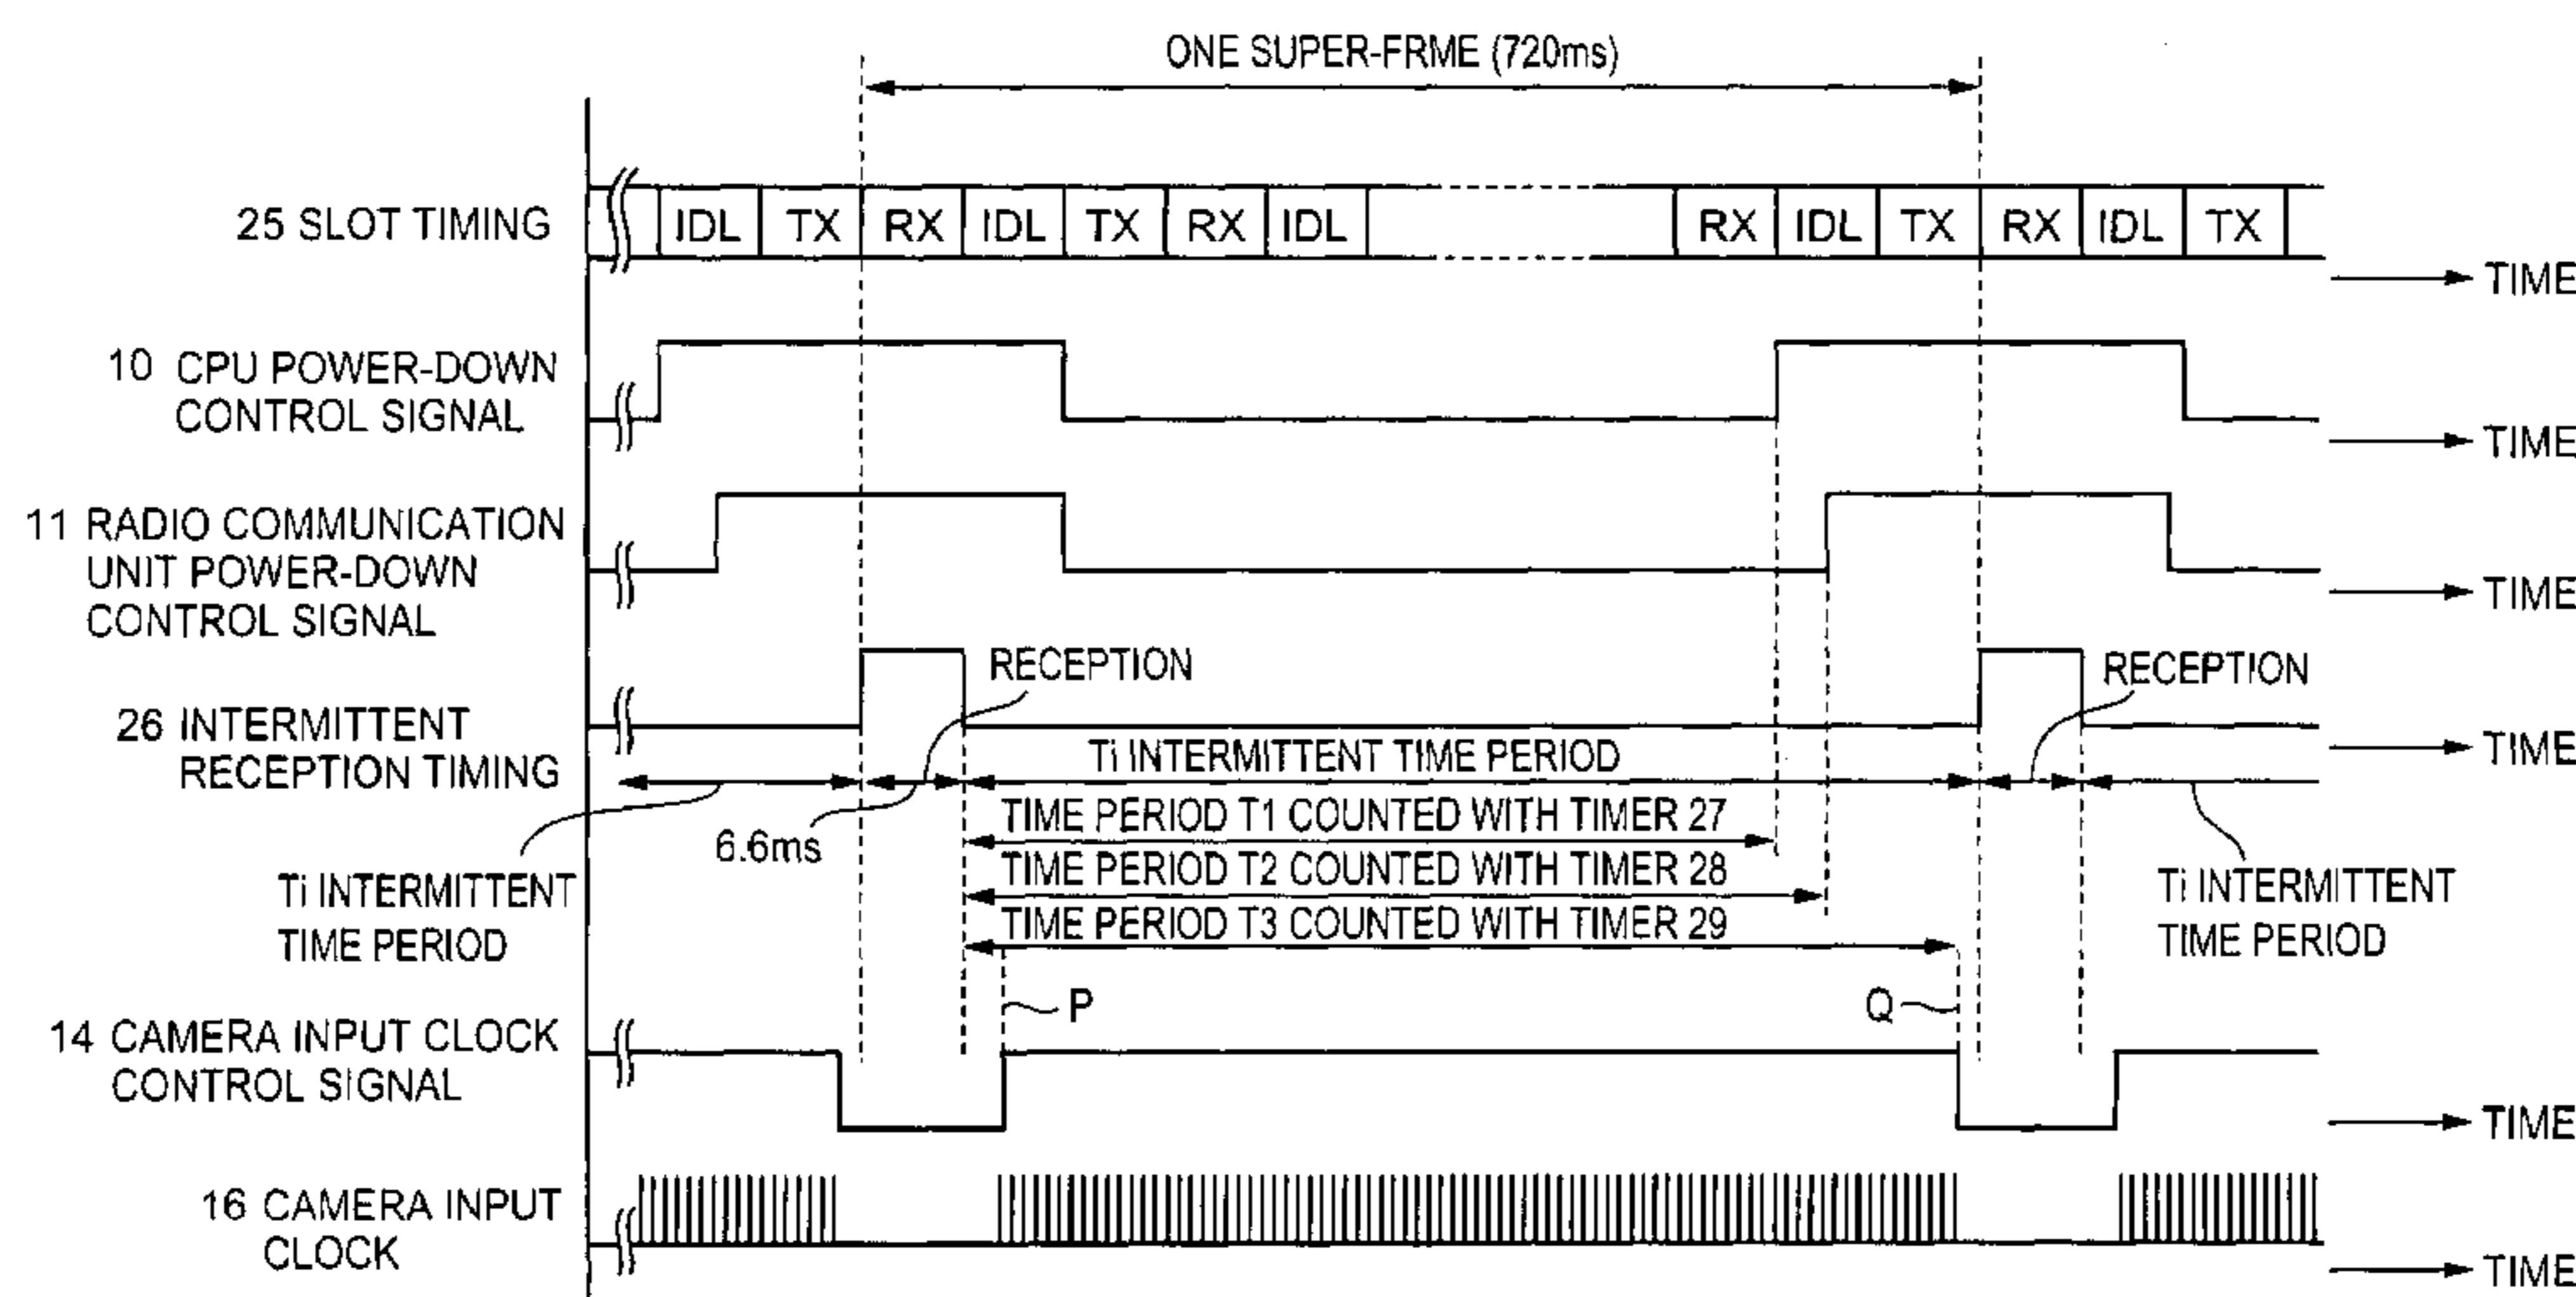 ONE SUPER-FRME (720ms)
25 SLOT TIMING
IDL TX RX IDL TX RX IDL RX IDL TX RX IDL TX
TIME
10 CPU POWER-DOWN
CONTROL SIGNAL
TIME
11 RADIO COMMUNICATION
UNIT POWER-DOWN
CONTROL SIGNAL
TIME
26 INTERMITTENT
RECEPTION TIMING
RECEPTION
RECEPTION
TIME
Ti INTERMITTENT TIME PERIOD
6.6ms
TIME PERIOD T1 COUNTED WITH TIMER 27
TIME PERIOD T2 COUNTED WITH TIMER 28
TIME PERIOD T3 COUNTED WITH TIMER 29
Ti INTERMITTENT
TIME PERIOD
Ti INTERMITTENT
TIME PERIOD
P
Q
14 CAMERA INPUT CLOCK
CONTROL SIGNAL
TIME
16 CAMERA INPUT
CLOCK
TIME